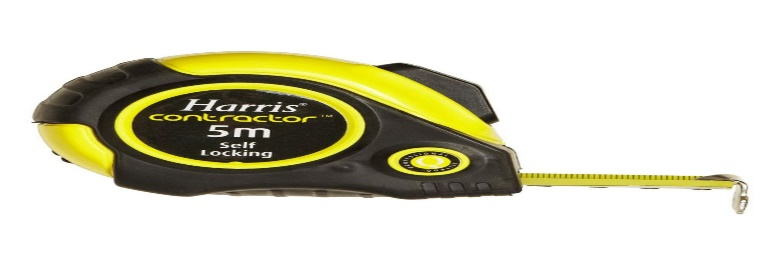 Harris®
contractor™
5m
Self
Locking